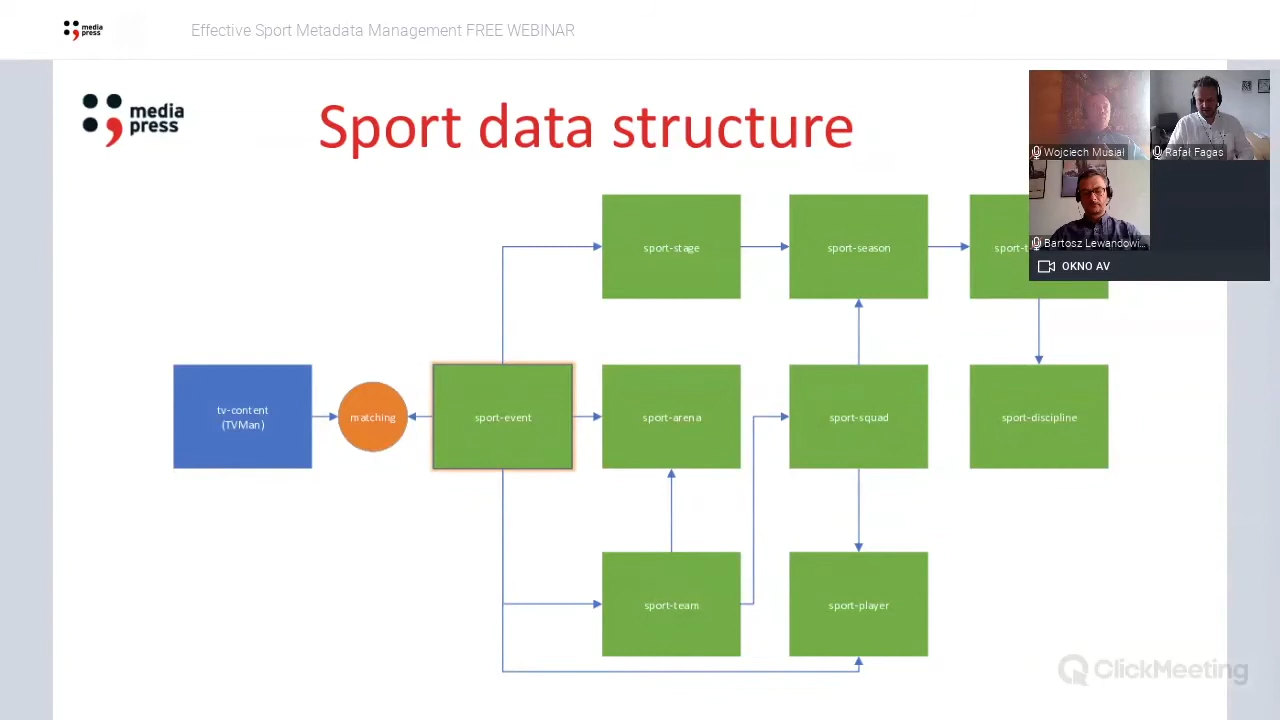 media
press
Effective Sport Metadata Management FREE WEBINAR
media
press
Sport data structure
Wojciech Musiał
Rafał Fagas
Bartosz Lewandowi...
OKNO AV
sport-stage
sport-season
sport-t
tv-content
(TVMan)
matching
sport-event
sport-arena
sport-squad
sport-discipline
sport-team
sport-player
ClickMeeting